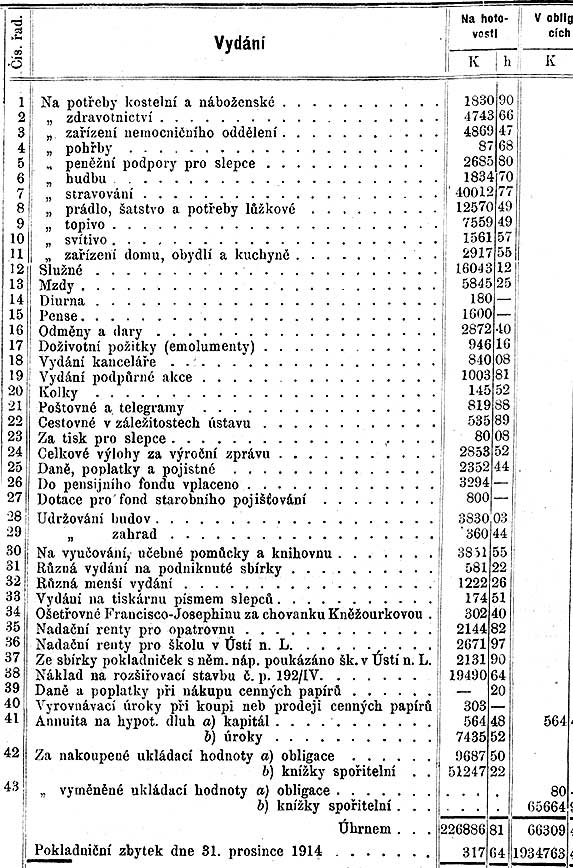 Čís. řad. Vydání Na hoto-vosti V oblig cích
K h K
1 Na potřeby kostelní a náboženské . . . . . . . . . . . 1830 90
2 „ zdravotnictví . . . . . . . . . . . 4743 66
3 „ zařízení nemocničního oddělení . . . . . . . . . . . 4869 47
4 „ pohřby . . . . . . . . . . . 87 68
5 „ peněžní podpory pro slepce . . . . . . . . . . . 2685 80
6 „ hudbu . . . . . . . . . . . 1834 70
7 „ stravování . . . . . . . . . . . 40012 77
8 „ prádlo, šatstvo a potřeby lůžkové . . . . . . . . . 12570 49
9 „ topivo . . . . . . . . . . . 7559 49
10 „ svítivo . . . . . . . . . . . 1561 57
11 „ zařízení domu, obydlí a kuchyně . . . . . . . . . . 2917 55
12 Služné . . . . . . . . . . . 16043 12
13 Mzdy . . . . . . . . . . . 5845 25
14 Diurna . . . . . . . . . . . 180 —
15 Pense . . . . . . . . . . . 1600 —
16 Odměny a dary . . . . . . . . . . . 2872 40
17 Doživotní požitky (emolumenty) . . . . . . . . . . . 946 16
18 Vydání kanceláře . . . . . . . . . . . 840 08
19 Vydání podpůrné akce . . . . . . . . . . . 1003 81
20 Kolky . . . . . . . . . . . 145 52
21 Poštovné a telegramy . . . . . . . . . . . 819 88
22 Cestovné v záležitostech ústavu . . . . . . . . . . . 535 89
23 Za tisk pro slepce . . . . . . . . . . . 80 08
24 Celkové výlohy za výroční zprávu . . . . . . . . . . . 2853 52
25 Daně, poplatky a pojistné . . . . . . . . . . . 2352 44
26 Do pensijního fondu vplaceno . . . . . . . . . . . 3294 —
27 Dotace pro fond starobního pojišťování . . . . . . . . . 800 —
28 Udržování budov . . . . . . . . . . . 3830 03
29 „ zahrad . . . . . . . . . . . 360 44
30 Na vyučování, učebné pomůcky a knihovnu . . . . . . . 55
31 Různá vydání na podniknuté sbírky . . . . . . . . . . 581 22
32 Různá menší vydání . . . . . . . . . . . 1222 26
33 Vydání na tiskárnu písmem slepců . . . . . . . . . . . 174 51
34 Ošetřovné Francisco-Josephinu za chovanku Kněžourkovou . 302 40
35 Nadační renty pro opatrovnu . . . . . . . . . . . 2144 82
36 Nadační renty pro školu v Ústí n. L. . . . . . . . . . . 2671 97
37 Ze sbírky pokladniček s něm. náp. poukázáno šk. v Ústí n. L. 2131 90
38 Náklad na rozšiřovací stavbu č. p. 192/IV. . . . . . . . . 19490 64
39 Daně a poplatky při nákupu cenných papírů . . . . . . . — 20
40 Vyrovnávací úroky při koupi neb prodeji cenných papírů 303 —
41 Annuita na hypot. dluh a) kapitál . . . . . . . . . 564 48 564
b) úroky . . . . . . . . . 7435 52
42 Za nakoupené ukládací hodnoty a) obligace . . . . . . 9687 50
b) knížky spořitelní . . 51247 22
43 „ vyměněné ukládací hodnoty a) obligace . . . . . . . . . 80
b) knížky spořitelní . . . . . . 65664
Úhrnem . . . 226886 81 66309
Pokladniční zbytek dne 31. prosince 1914 . . . . . . . 317 64 1934763